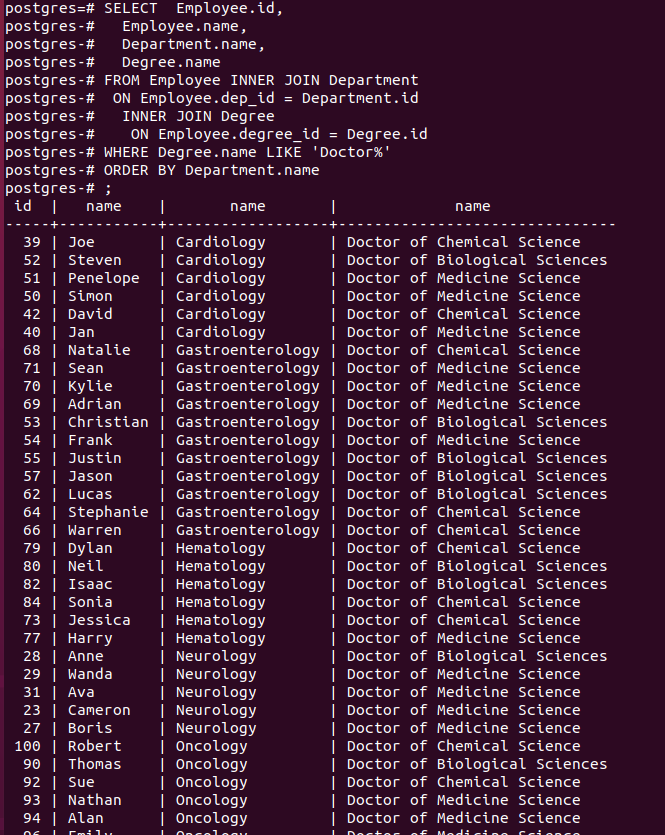 postgres=# SELECT  Employee.id,
postgres-#   Employee.name,
postgres-#   Department.name,
postgres-#   Degree.name
postgres-# FROM Employee INNER JOIN Department
postgres-#  ON Employee.dep_id = Department.id
postgres-#   INNER JOIN Degree
postgres-#    ON Employee.degree_id = Degree.id
postgres-# WHERE Degree.name LIKE 'Doctor%'
postgres-# ORDER BY Department.name
postgres-# ;
 id  |   name    |       name       |             name
-----+-----------+------------------+-------------------------------
  39 | Joe       | Cardiology       | Doctor of Chemical Science
  52 | Steven    | Cardiology       | Doctor of Biological Sciences
  51 | Penelope  | Cardiology       | Doctor of Medicine Science
  50 | Simon     | Cardiology       | Doctor of Medicine Science
  42 | David     | Cardiology       | Doctor of Chemical Science
  40 | Jan       | Cardiology       | Doctor of Medicine Science
  68 | Natalie   | Gastroenterology | Doctor of Chemical Science
  71 | Sean      | Gastroenterology | Doctor of Medicine Science
  70 | Kylie     | Gastroenterology | Doctor of Medicine Science
  69 | Adrian    | Gastroenterology | Doctor of Medicine Science
  53 | Christian | Gastroenterology | Doctor of Biological Sciences
  54 | Frank     | Gastroenterology | Doctor of Medicine Science
  55 | Justin    | Gastroenterology | Doctor of Biological Sciences
  57 | Jason     | Gastroenterology | Doctor of Biological Sciences
  62 | Lucas     | Gastroenterology | Doctor of Biological Sciences
  64 | Stephanie | Gastroenterology | Doctor of Chemical Science
  66 | Warren    | Gastroenterology | Doctor of Chemical Science
  79 | Dylan     | Hematology       | Doctor of Chemical Science
  80 | Neil      | Hematology       | Doctor of Biological Sciences
  82 | Isaac     | Hematology       | Doctor of Biological Sciences
  84 | Sonia     | Hematology       | Doctor of Chemical Science
  73 | Jessica   | Hematology       | Doctor of Chemical Science
  77 | Harry     | Hematology       | Doctor of Medicine Science
  28 | Anne      | Neurology        | Doctor of Biological Sciences
  29 | Wanda     | Neurology        | Doctor of Medicine Science
  31 | Ava       | Neurology        | Doctor of Medicine Science
  23 | Cameron   | Neurology        | Doctor of Medicine Science
  27 | Boris     | Neurology        | Doctor of Medicine Science
 100 | Robert    | Oncology         | Doctor of Chemical Science
  90 | Thomas    | Oncology         | Doctor of Biological Sciences
  92 | Sue       | Oncology         | Doctor of Chemical Science
  93 | Nathan    | Oncology         | Doctor of Medicine Science
  94 | Alan      | Oncology         | Doctor of Medicine Science
  96 | Emily     | Oncology         | Doctor of Medicine Science